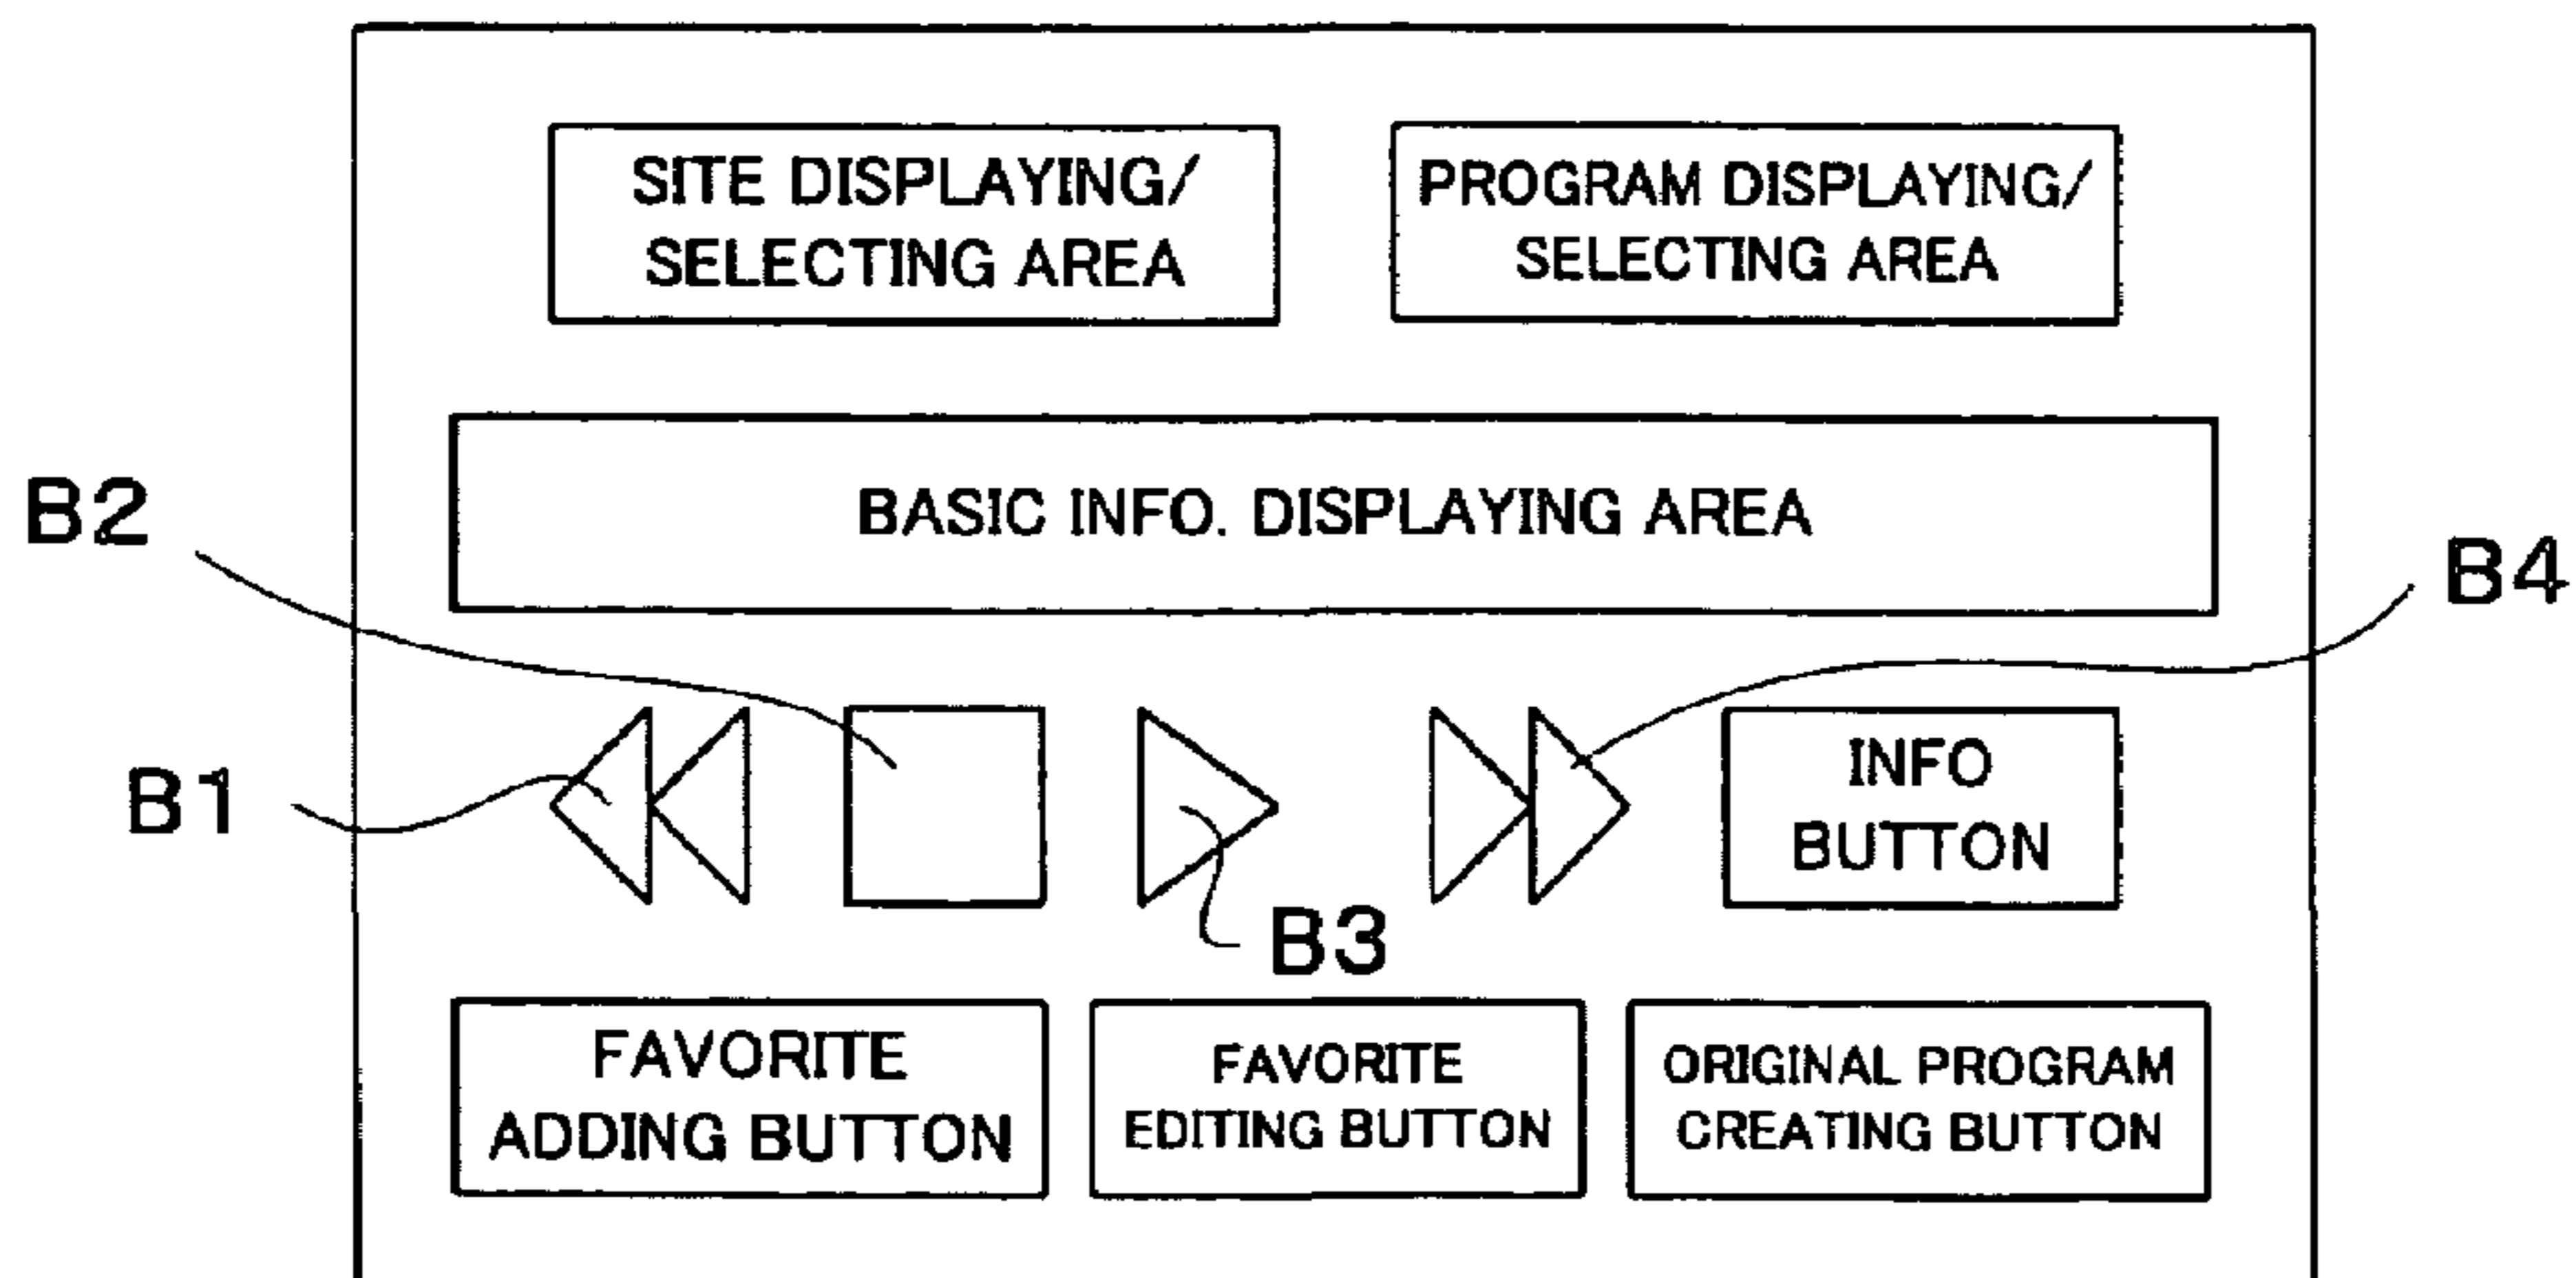 SITE DISPLAYING/
SELECTING AREA
PROGRAM DISPLAYING/
SELECTING AREA
BASIC INFO. DISPLAYING AREA
B2
B4
B1
INFO
BUTTON
B3
FAVORITE
ADDING BUTTON
FAVORITE
EDITING BUTTON
ORIGINAL PROGRAM
CREATING BUTTON